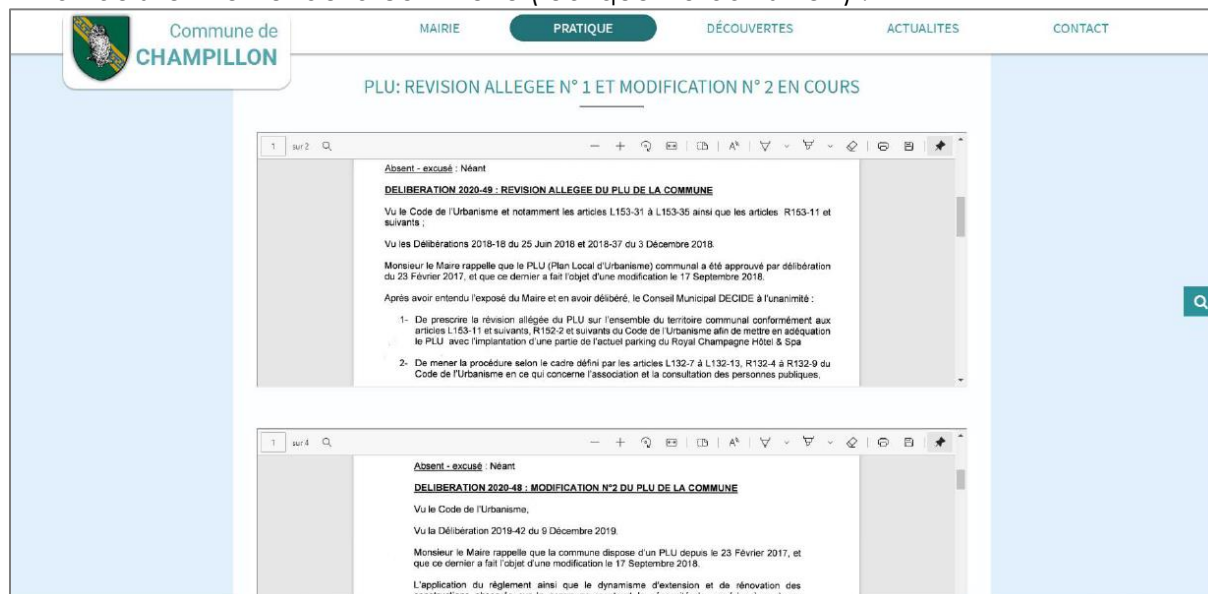 Commune de
CHAMPILLON
MAIRIE PRATIQUE DÉCOUVERTES ACTUALITES CONTACT
PLU: REVISION ALLEGEE N° 1 ET MODIFICATION N° 2 EN COURS
1 sur 2
Absent - excusé : Néant
DELIBERATION 2020-49 : REVISION ALLEGEE DU PLU DE LA COMMUNE
Vu le Code de l'Urbanisme et notamment les articles L153-31 à L153-35 ainsi que les articles R153-11 et
suivants ;
Vu les Délibérations 2018-18 du 25 Juin 2018 et 2018-37 du 3 Décembre 2018.
Monsieur le Maire rappelle que le PLU (Plan Local d'Urbanisme) communal a été approuvé par délibération
du 23 Février 2017, et que ce dernier a fait l'objet d'une modification le 17 Septembre 2018.
Après avoir entendu l'exposé du Maire et en avoir délibéré, le Conseil Municipal DECIDE à l'unanimité :
1- De prescrire la révision allégée du PLU sur l'ensemble du territoire communal conformément aux
articles L153-11 et suivants, R152-2 et suivants du Code de l'Urbanisme afin de mettre en adéquation
le PLU avec l'implantation d'une partie de l'actuel parking du Royal Champagne Hôtel & Spa
2- De mener la procédure selon le cadre défini par les articles L132-7 à L132-13, R132-4 à R132-9 du
Code de l'Urbanisme en ce qui concerne l'association et la consultation des personnes publiques.
1 sur 4
Absent - excusé : Néant
DELIBERATION 2020-48 : MODIFICATION N°2 DU PLU DE LA COMMUNE
Vu le Code de l'Urbanisme,
Vu la Délibération 2019-42 du 9 Décembre 2019.
Monsieur le Maire rappelle que la commune dispose d'un PLU depuis le 23 Février 2017, et
que ce dernier a fait l'objet d'une modification le 17 Septembre 2018.
L'application du règlement ainsi que le dynamisme d'extension et de rénovation des